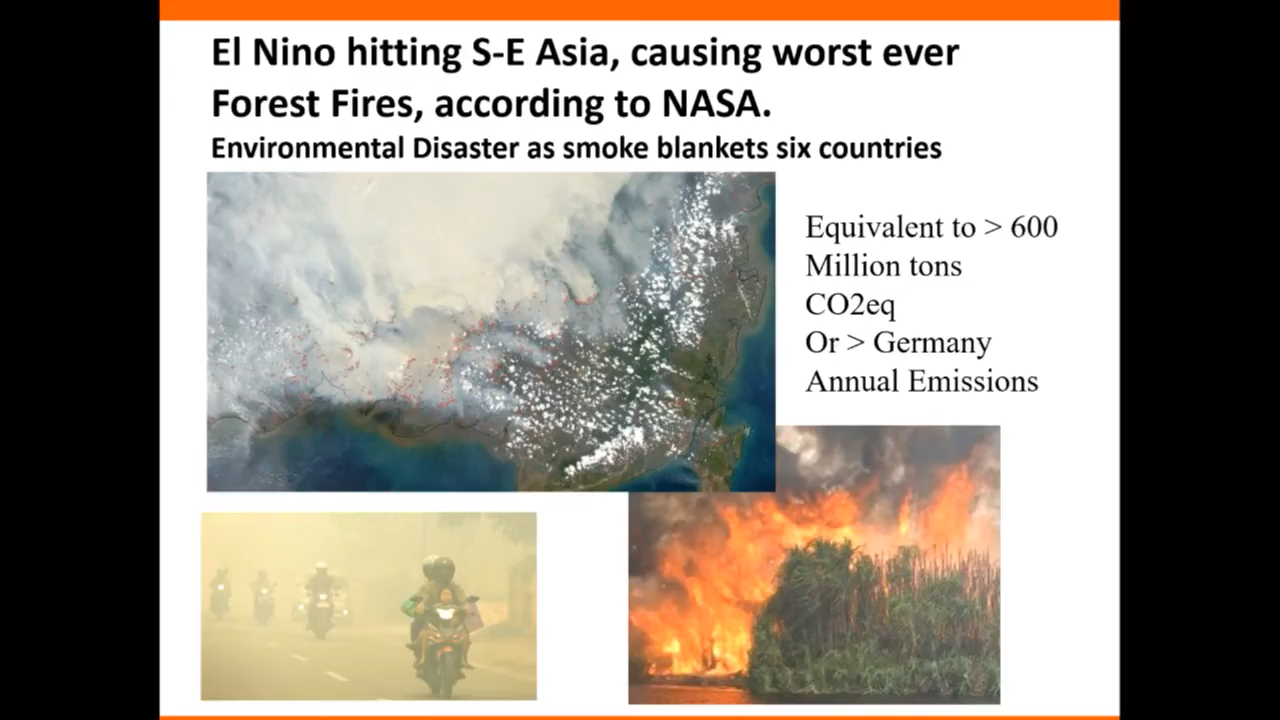 El Nino hitting S-E Asia, causing worst ever
Forest Fires, according to NASA.
Environmental Disaster as smoke blankets six countries
Equivalent to > 600
Million tons
CO2eq
Or > Germany
Annual Emissions